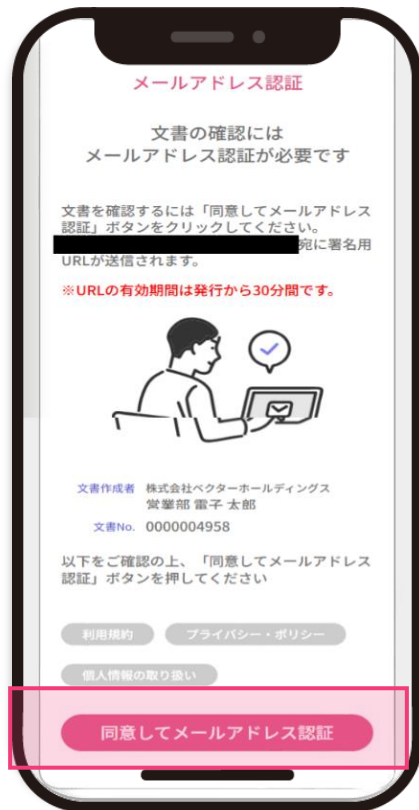 メールアドレス認証
文書の確認には
メールアドレス認証が必要です
文書を確認するには「同意してメールアドレス
認証」ボタンをクリックしてください。
宛に署名用
URLが送信されます。
※URLの有効期間は発行から30分間です。
文書作成者 株式会社ベクターホールディングス
営業部 電子 太郎
文書No. 0000004958
以下をご確認の上、「同意してメールアドレス
認証」ボタンを押してください
利用規約 プライバシー・ポリシー
個人情報の取り扱い
同意してメールアドレス認証